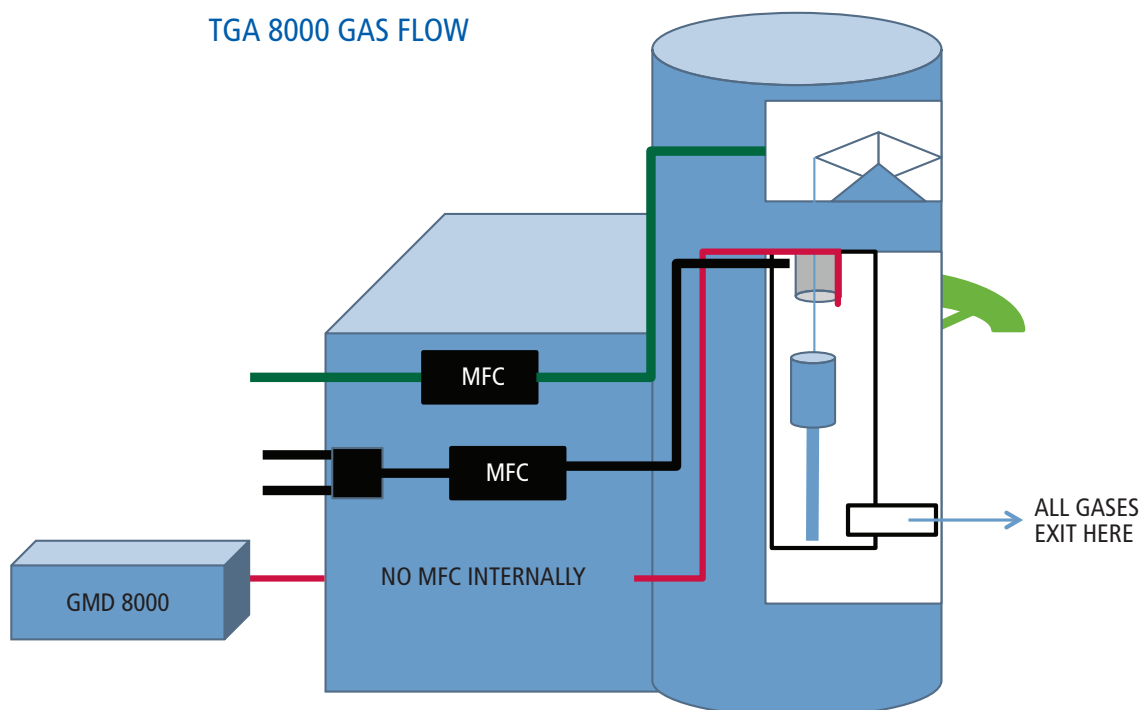 TGA 8000 GAS FLOW
MFC
MFC
ALL GASES
EXIT HERE
NO MFC INTERNALLY
GMD 8000